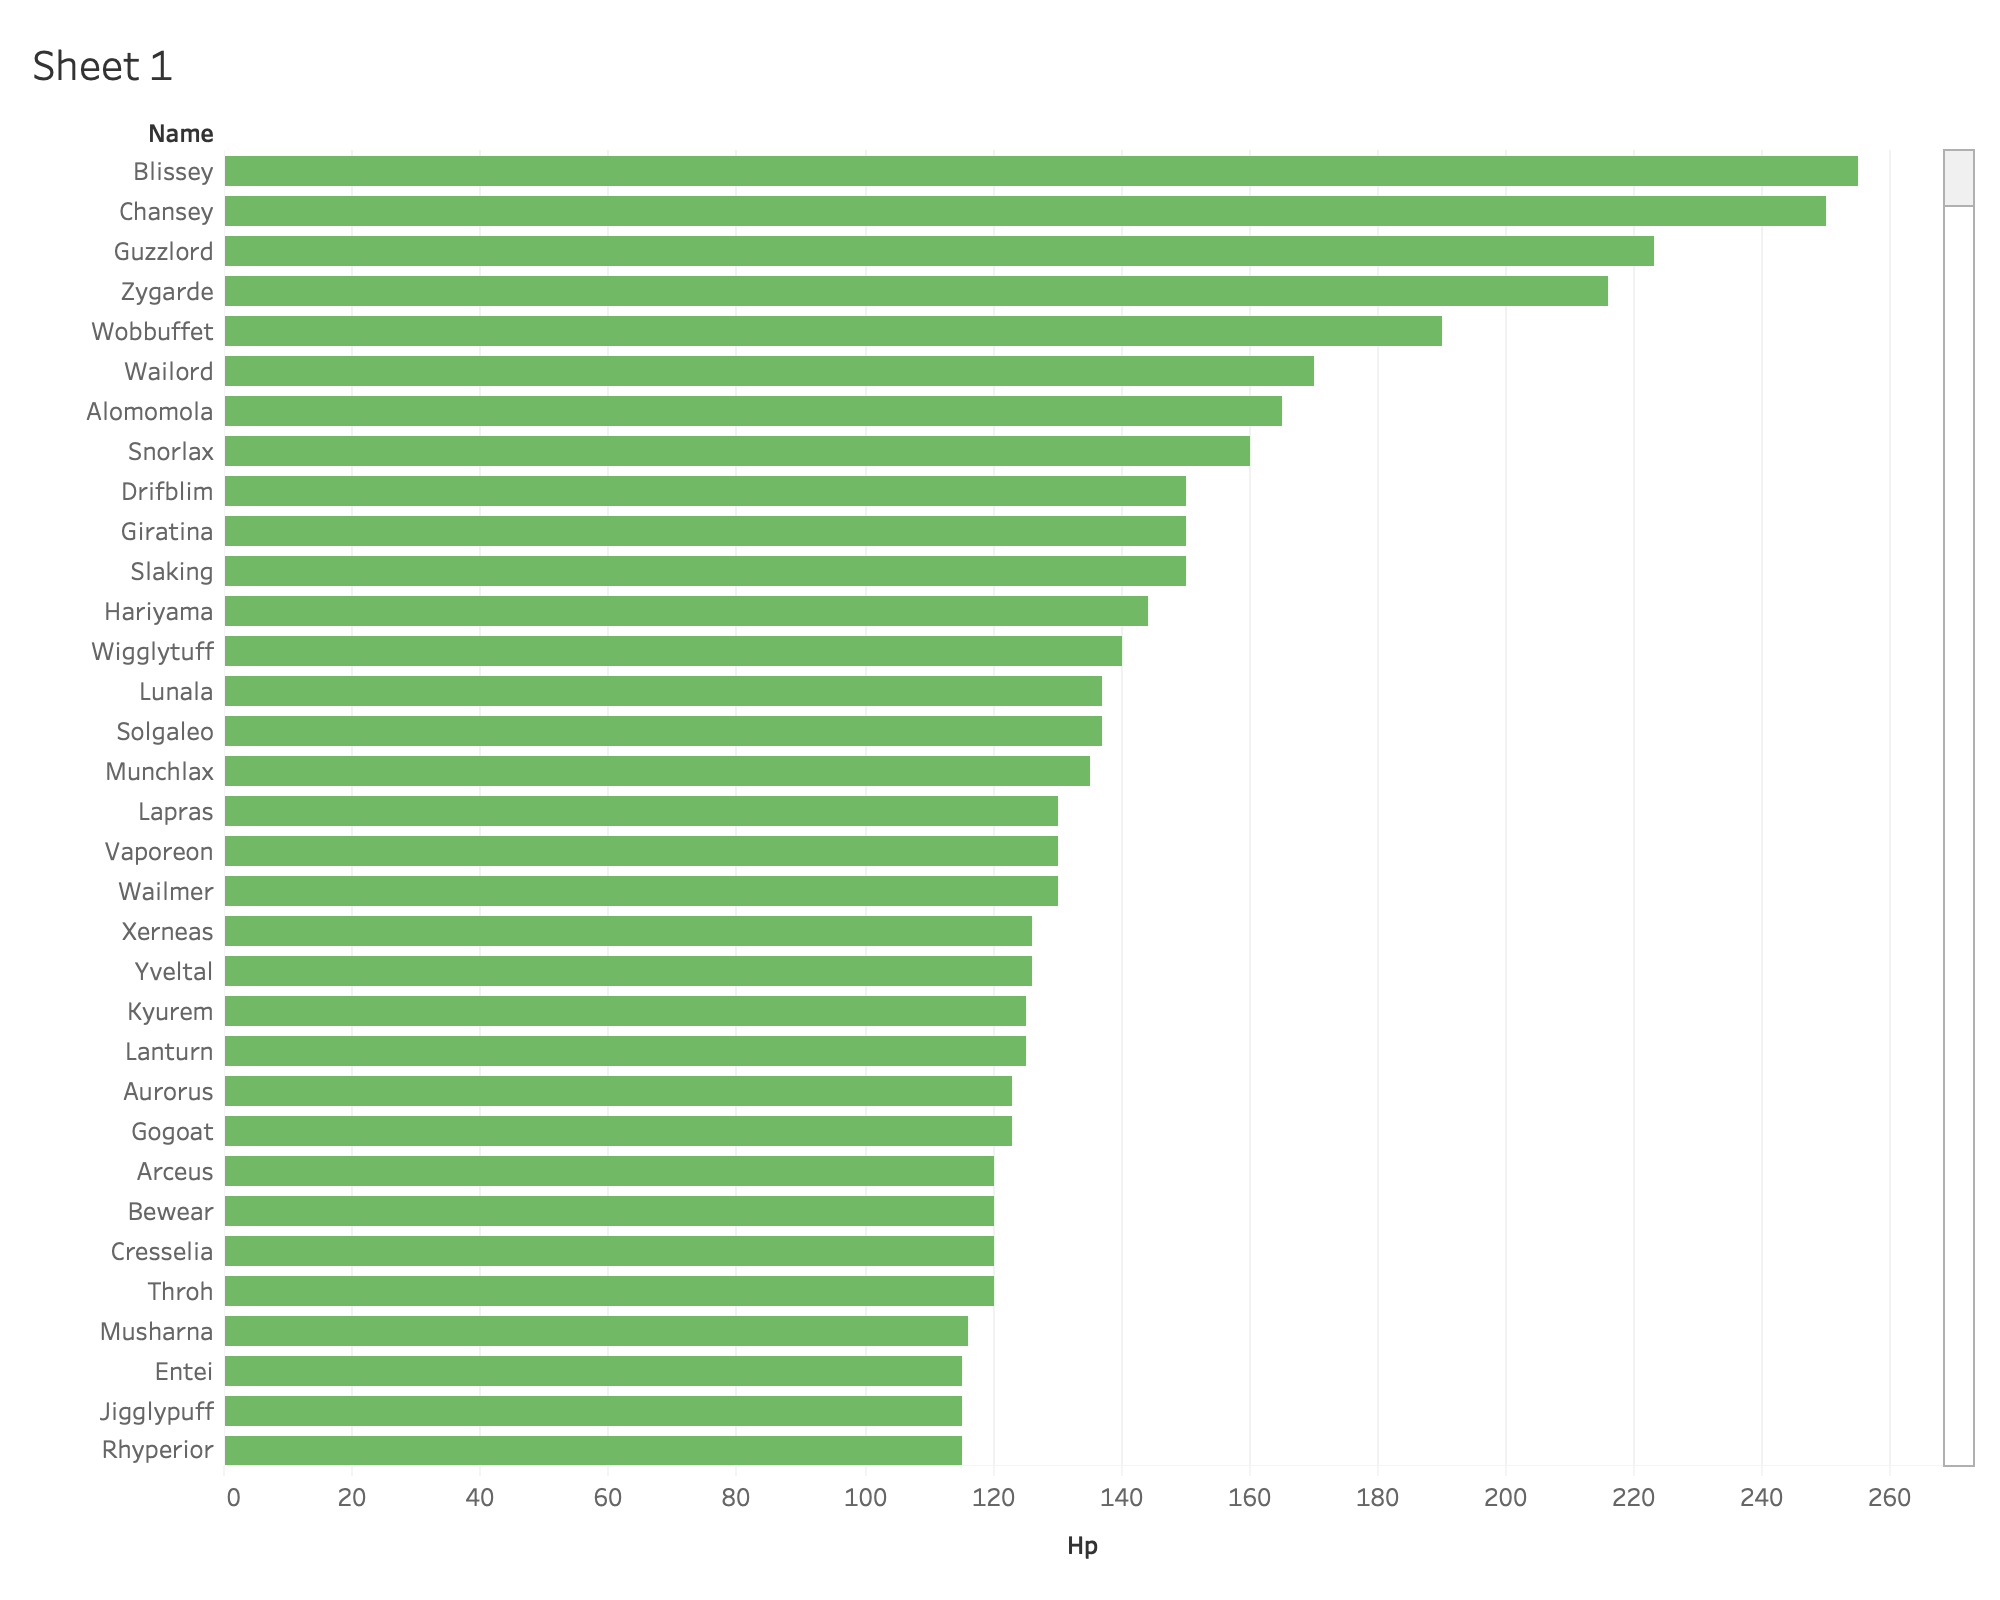 Sheet 1
Name
Blissey
Chansey
Guzzlord
Zygarde
Wobbuffet
Wailord
Alomomola
Snorlax
Drifblim
Giratina
Slaking
Hariyama
Wigglytuff
Lunala
Solgaleo
Munchlax
Lapras
Vaporeon
Wailmer
Xerneas
Yveltal
Kyurem
Lanturn
Aurorus
Gogoat
Arceus
Bewear
Cresselia
Throh
Musharna
Entei
Jigglypuff
Rhyperior
0 20 40 60 80 100 120 140 160 180 200 220 240 260
Hp